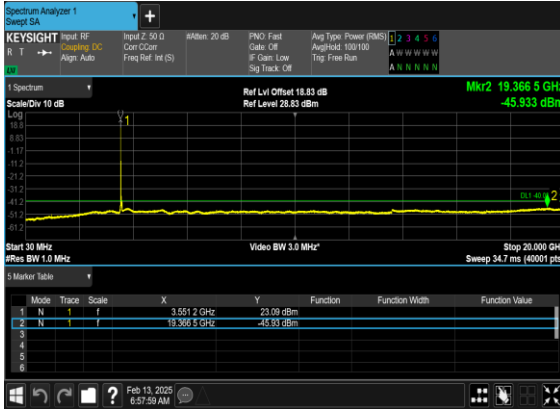 Spectrum Analyzer 1
Swept SA
+
KEYSIGHT
R T
Input: RF
Coupling: DC
Align: Auto
Input Z: 50 Ω
Corr CCorr
Freq Ref: Int (S)
#Atten: 20 dB
PNO: Fast
Gate: Off
IF Gain: Low
Sig Track: Off
Avg Type: Power (RMS)
Avg|Hold: 100/100
Trig: Free Run
1 2 3 4 5 6
A W W W W W
A N N N N N
1 Spectrum
Scale/Div 10 dB
Ref Lvl Offset 18.83 dB
Ref Level 28.83 dBm
Mkr2 19.366 5 GHz
-45.933 dBm
Log
18.8
8.83
-1.17
-11.2
-21.2
-31.2
-41.2
-51.2
-61.2
1
2
Start 30 MHz
#Res BW 1.0 MHz
Video BW 3.0 MHz*
Stop 20.000 GH
Sweep 34.7 ms (40001 pts
5 Marker Table
Mode Trace Scale X Y Function Function Width Function Value
1 N 1 f 3.551 2 GHz 23.09 dBm
2 N 1 f 19.366 5 GHz -45.93 dBm
3
4
5
6
?
Feb 13, 2025
6:57:59 AM